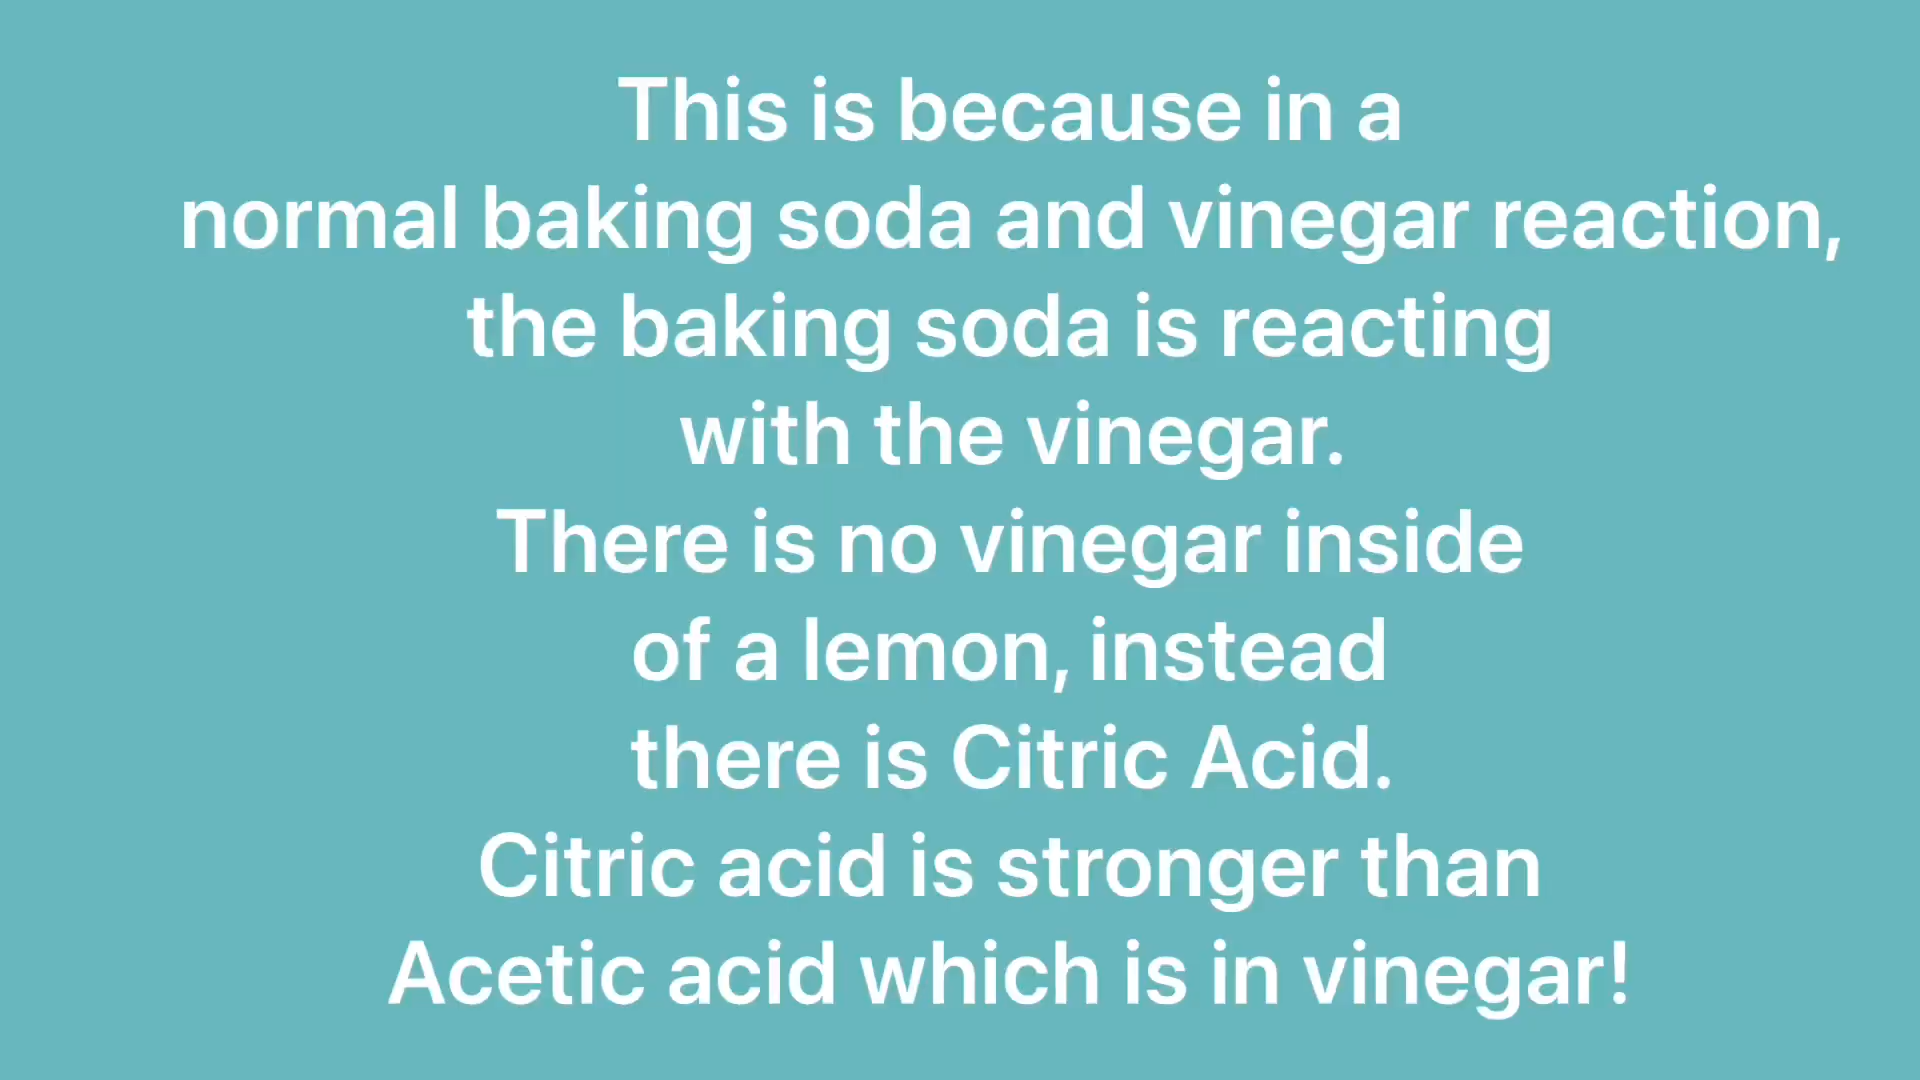 This is because in a
normal baking soda and vinegar reaction,
the baking soda is reacting
with the vinegar.
There is no vinegar inside
of a lemon, instead
there is Citric Acid.
Citric acid is stronger than
Acetic acid which is in vinegar!